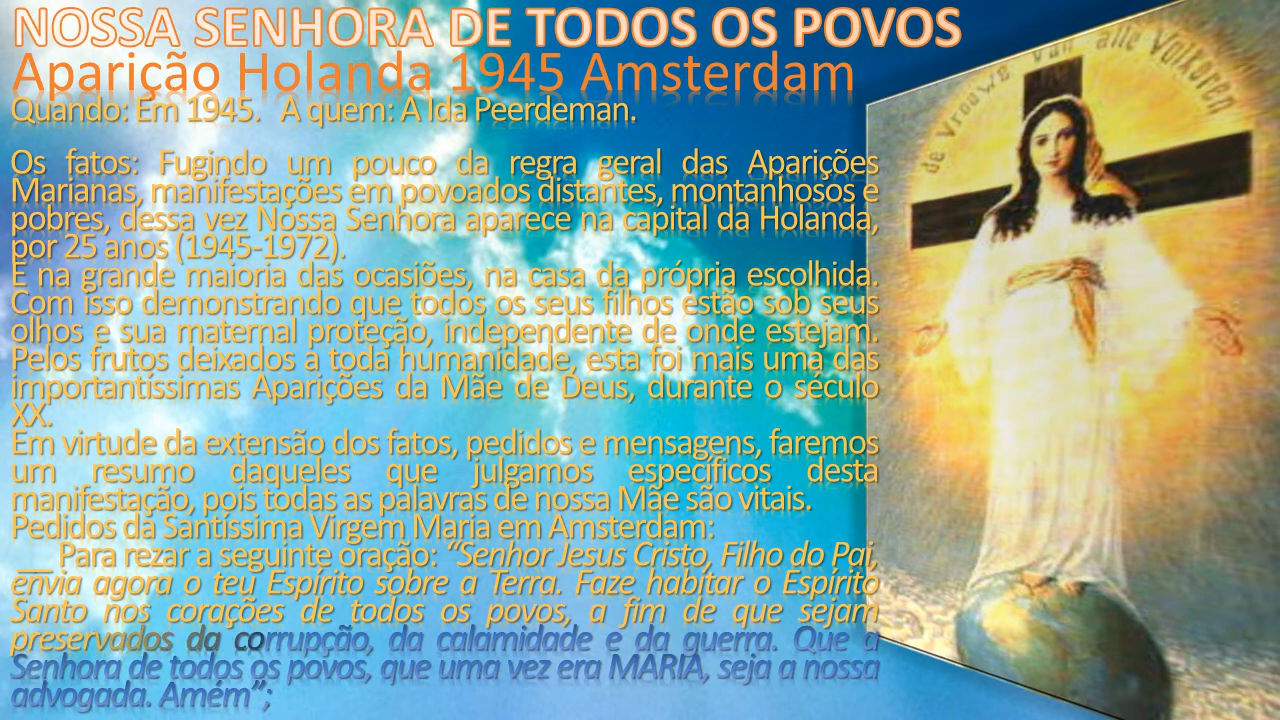 NOSSA SENHORA DE TODOS OS POVOS
Aparição Holanda 1945 Amsterdam
Quando: Em 1945. A quem: A Ida Peerdeman.
Os fatos: Fugindo um pouco da regra geral das Aparições
Marianas, manifestações em povoados distantes, montanhosos e
pobres, dessa vez Nossa Senhora aparece na capital da Holanda,
por 25 anos (1945-1972).
E na grande maioria das ocasiões, na casa da própria escolhida.
Com isso demonstrando que todos os seus filhos estão sob seus
olhos e sua maternal proteção, independente de onde estejam.
Pelos frutos deixados a toda humanidade, esta foi mais uma das
importantíssimas Aparições da Mãe de Deus, durante o século
XX.
Em virtude da extensão dos fatos, pedidos e mensagens, faremos
um resumo daqueles que julgamos específicos desta
manifestação, pois todas as palavras de nossa Mãe são vitais.
Pedidos da Santíssima Virgem Maria em Amsterdam:
__ Para rezar a seguinte oração: “Senhor Jesus Cristo, Filho do Pai,
envia agora o teu Espírito sobre a Terra. Faze habitar o Espírito
Santo nos corações de todos os povos, a fim de que sejam
preservados da corrupção, da calamidade e da guerra. Que a
Senhora de todos os povos, que uma vez era MARIA, seja a nossa
advogada. Amém”;
de Vrouwe van alle Volkeren